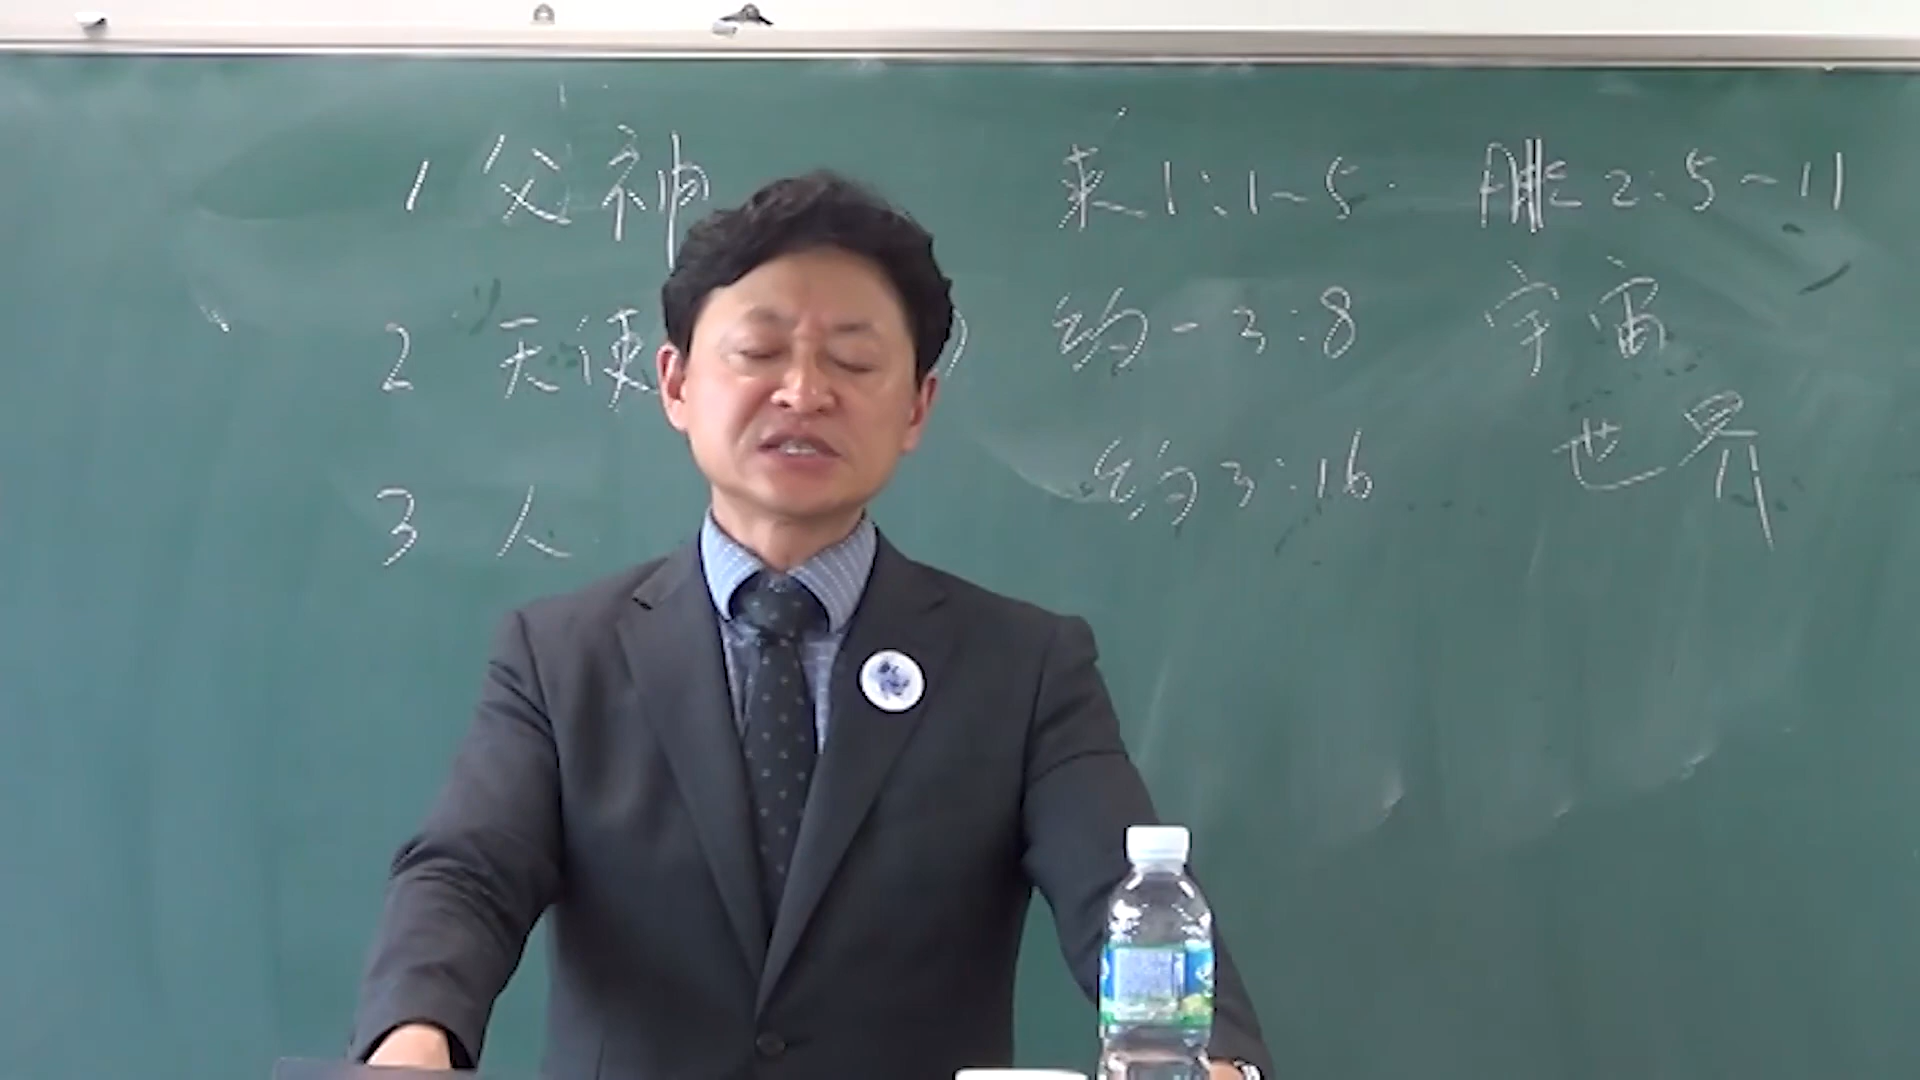 1 父神 来1:1~5. 腓2:5~11
2 天使 ) 约一3:8 宇宙
世界
约3:16
3 人